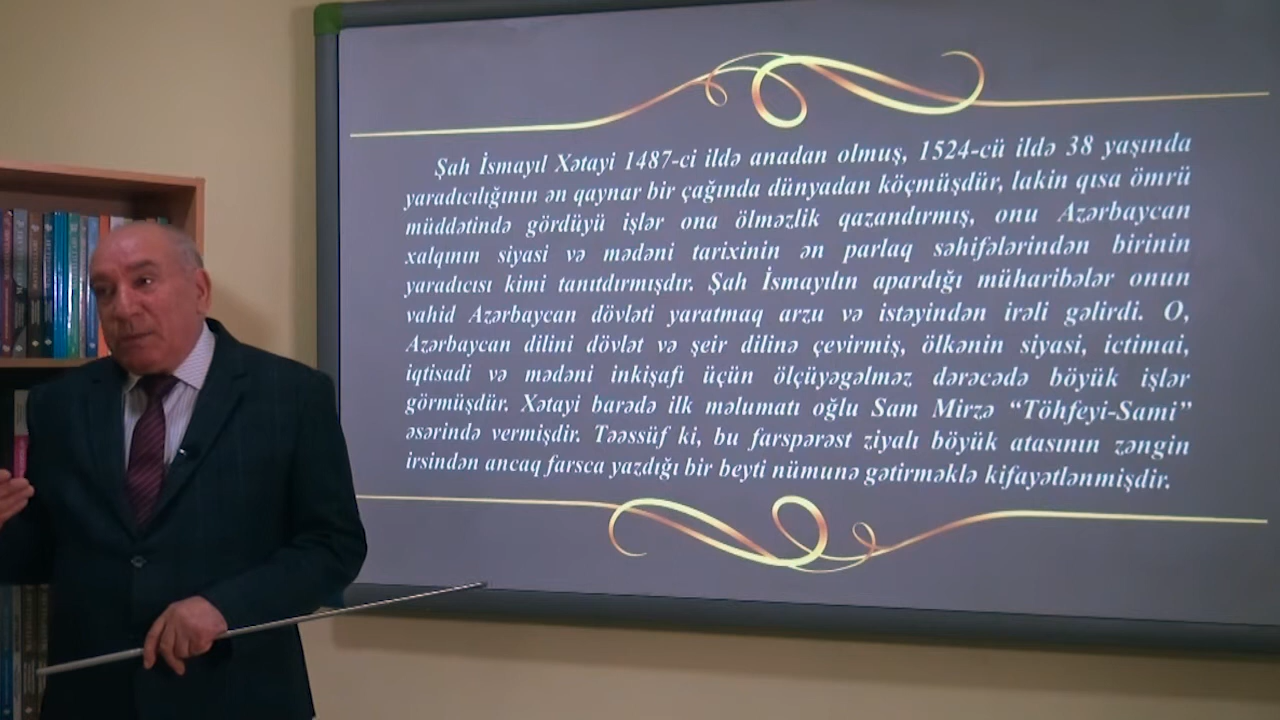 Şah İsmayıl Xətayi 1487-ci ildə anadan olmuş, 1524-cü ildə 38 yaşında
yaradıcılığının ən qaynar bir çağında dünyadan köçmüşdür, lakin qısa ömrü
müddətində gördüyü işlər ona ölməzlik qazandırmış, onu Azərbaycan
xalqının siyasi və mədəni tarixinin ən parlaq səhifələrindən birinin
yaradıcısı kimi tanıtdırmışdır. Şah İsmayılın apardığı müharibələr onun
vahid Azərbaycan dövləti yaratmaq arzu və istəyindən irəli gəlirdi. O,
Azərbaycan dilini dövlət və şeir dilinə çevirmiş, ölkənin siyasi, ictimai,
iqtisadi və mədəni inkişafı üçün ölçüyəgəlməz dərəcədə böyük işlər
görmüşdür. Xətayi barədə ilk məlumatı oğlu Sam Mirzə “Töhfeyi-Sami”
əsərində vermişdir. Təəssüf ki, bu farspərəst ziyalı böyük atasının zəngin
irsindən ancaq farsca yazdığı bir beyti nümunə gətirməklə kifayətlənmişdir.